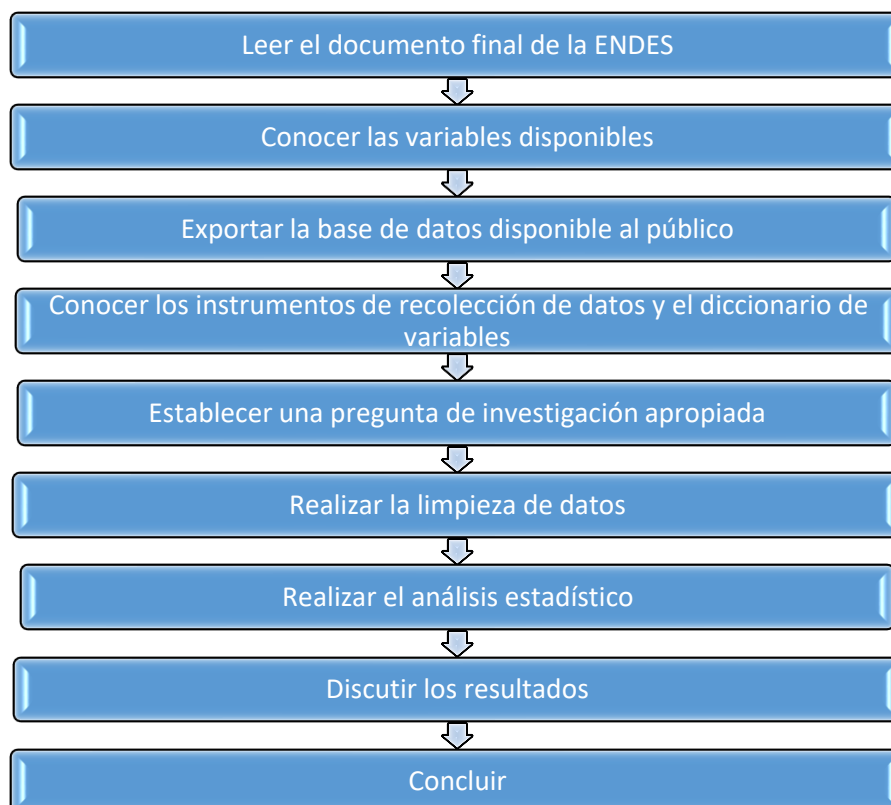 Leer el documento final de la ENDES
Conocer las variables disponibles
Exportar la base de datos disponible al público
Conocer los instrumentos de recolección de datos y el diccionario de
variables
Establecer una pregunta de investigación apropiada
Realizar la limpieza de datos
Realizar el análisis estadístico
Discutir los resultados
Concluir